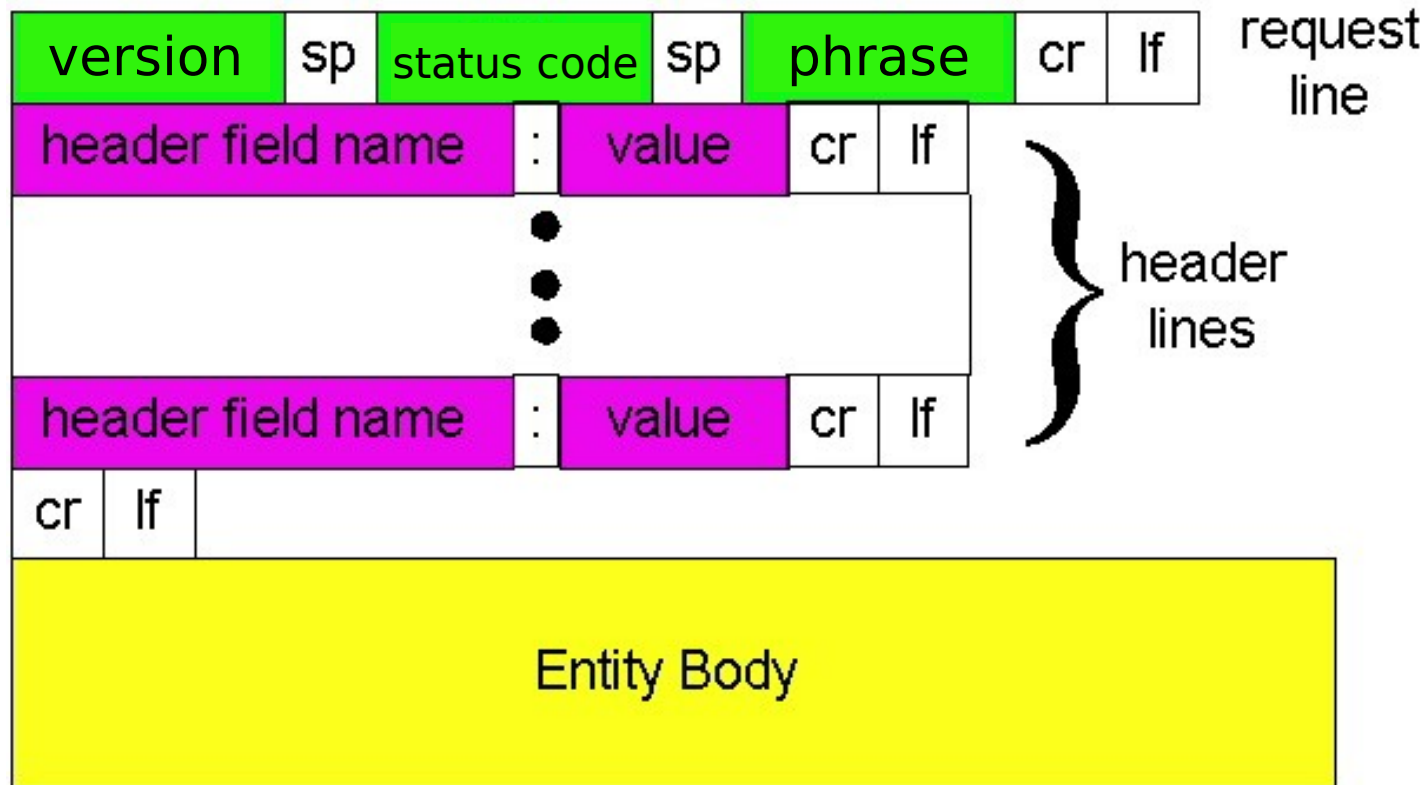 version sp status code sp phrase cr lf request
line
header field name : value cr lf
header
lines
header field name : value cr lf
cr lf
Entity Body